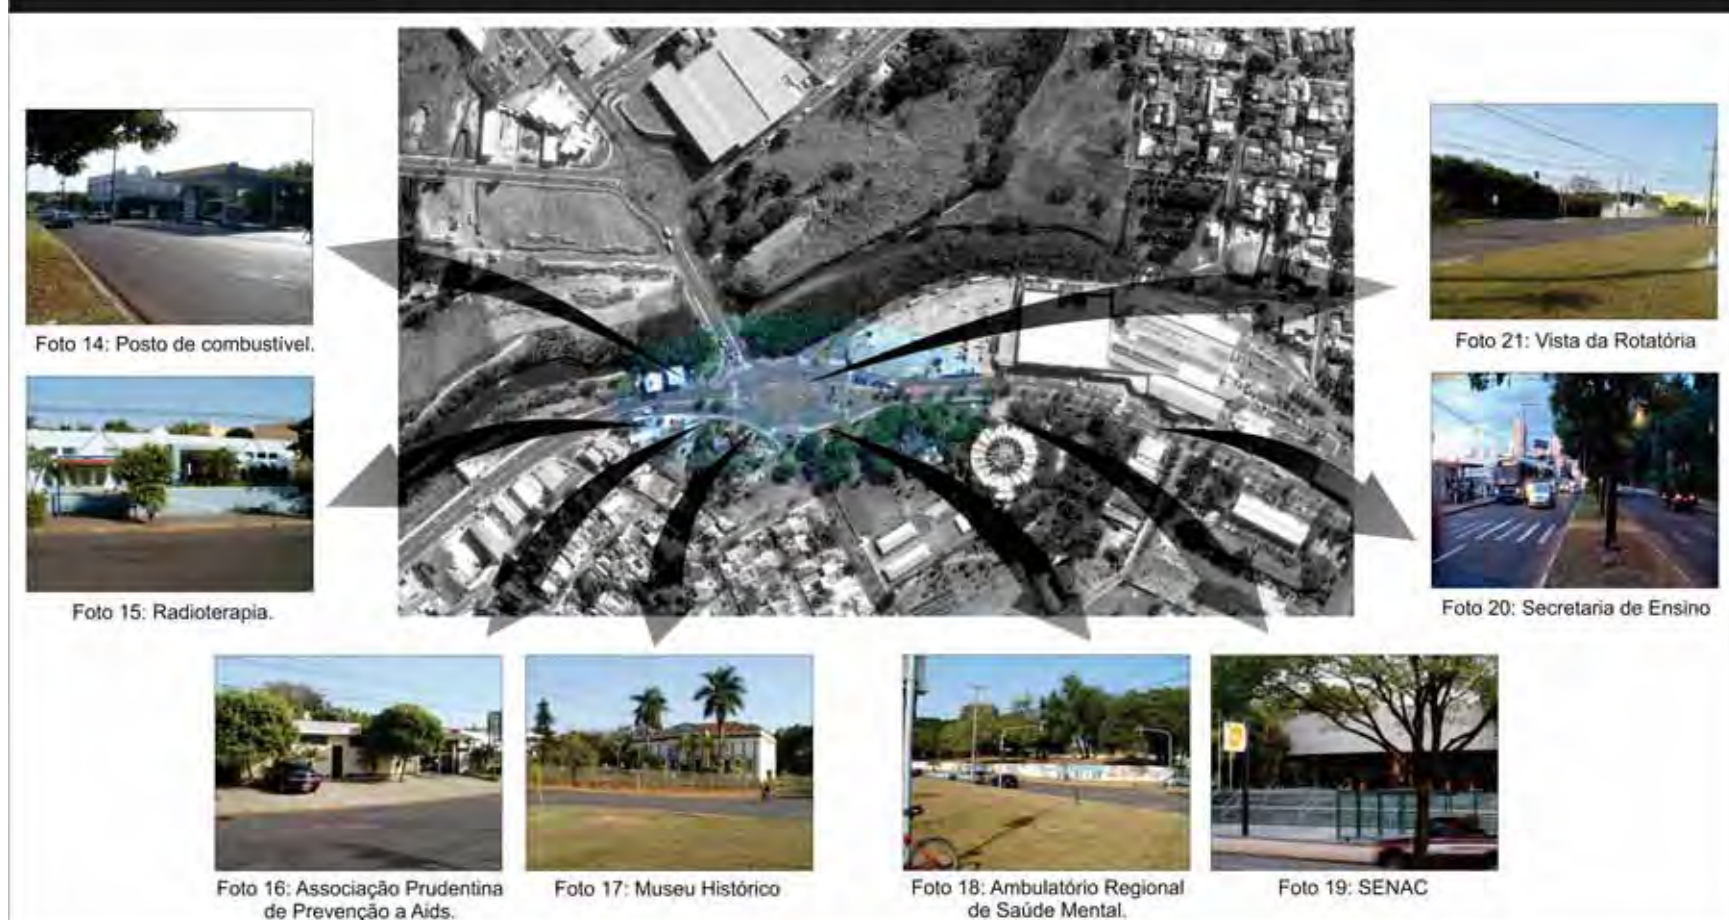 Foto 14: Posto de combustível.
Foto 15: Radioterapia.
Foto 16: Associação Prudentina
de Prevenção a Aids.
Foto 17: Museu Histórico
Foto 18: Ambulatório Regional
de Saúde Mental.
Foto 19: SENAC
Foto 20: Secretaria de Ensino
Foto 21: Vista da Rotatória